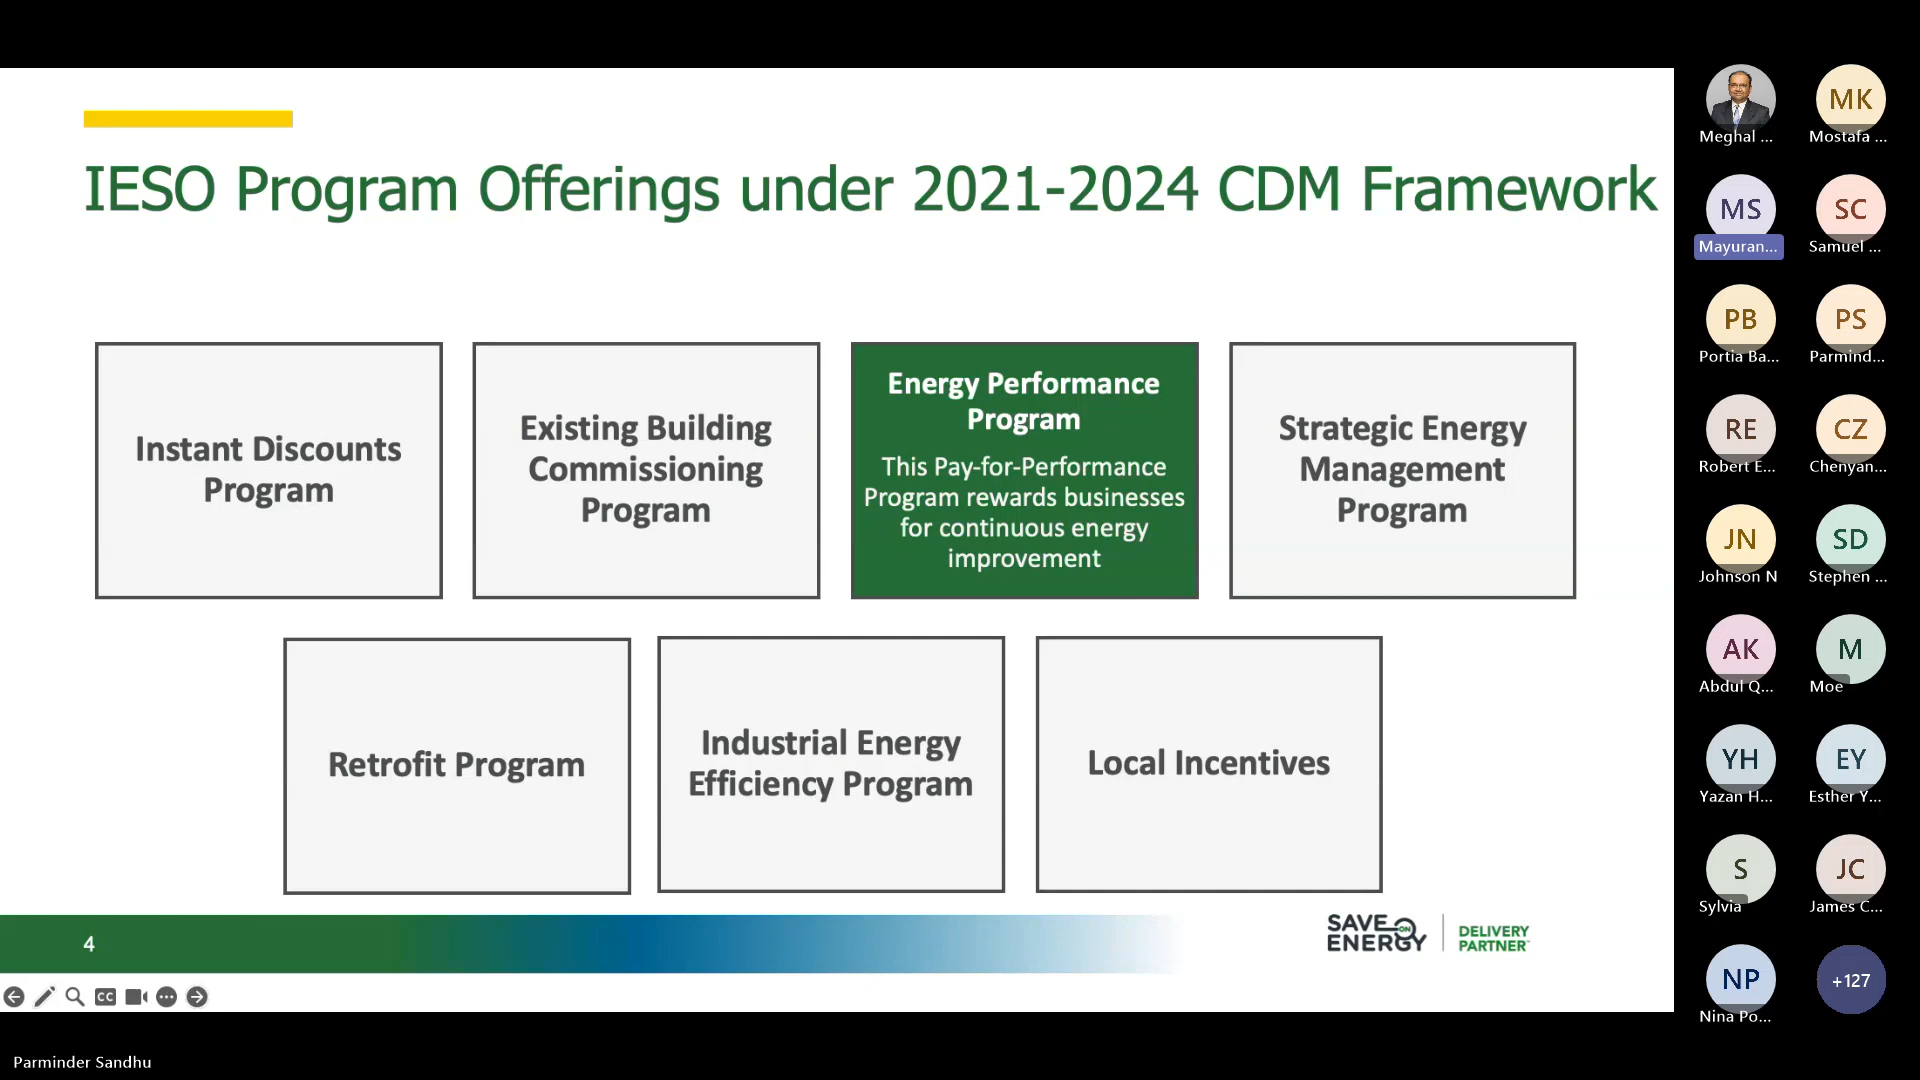 IESO Program Offerings under 2021-2024 CDM Framework
Instant Discounts
Program
Existing Building
Commissioning
Program
Energy Performance
Program
This Pay-for-Performance
Program rewards businesses
for continuous energy
improvement
Strategic Energy
Management
Program
Retrofit Program
Industrial Energy
Efficiency Program
Local Incentives
4
SAVE ON
ENERGY
DELIVERY
PARTNER™
CC
Parminder Sandhu
Meghal ...
MK
Mostafa ...
MS
Mayuran...
SC
Samuel ...
PB
Portia Ba...
PS
Parmind...
RE
Robert E...
CZ
Chenyan...
JN
Johnson N
SD
Stephen ...
AK
Abdul Q...
M
Moe
YH
Yazan H...
EY
Esther Y...
S
Sylvia
JC
James C...
NP
Nina Po...
+127